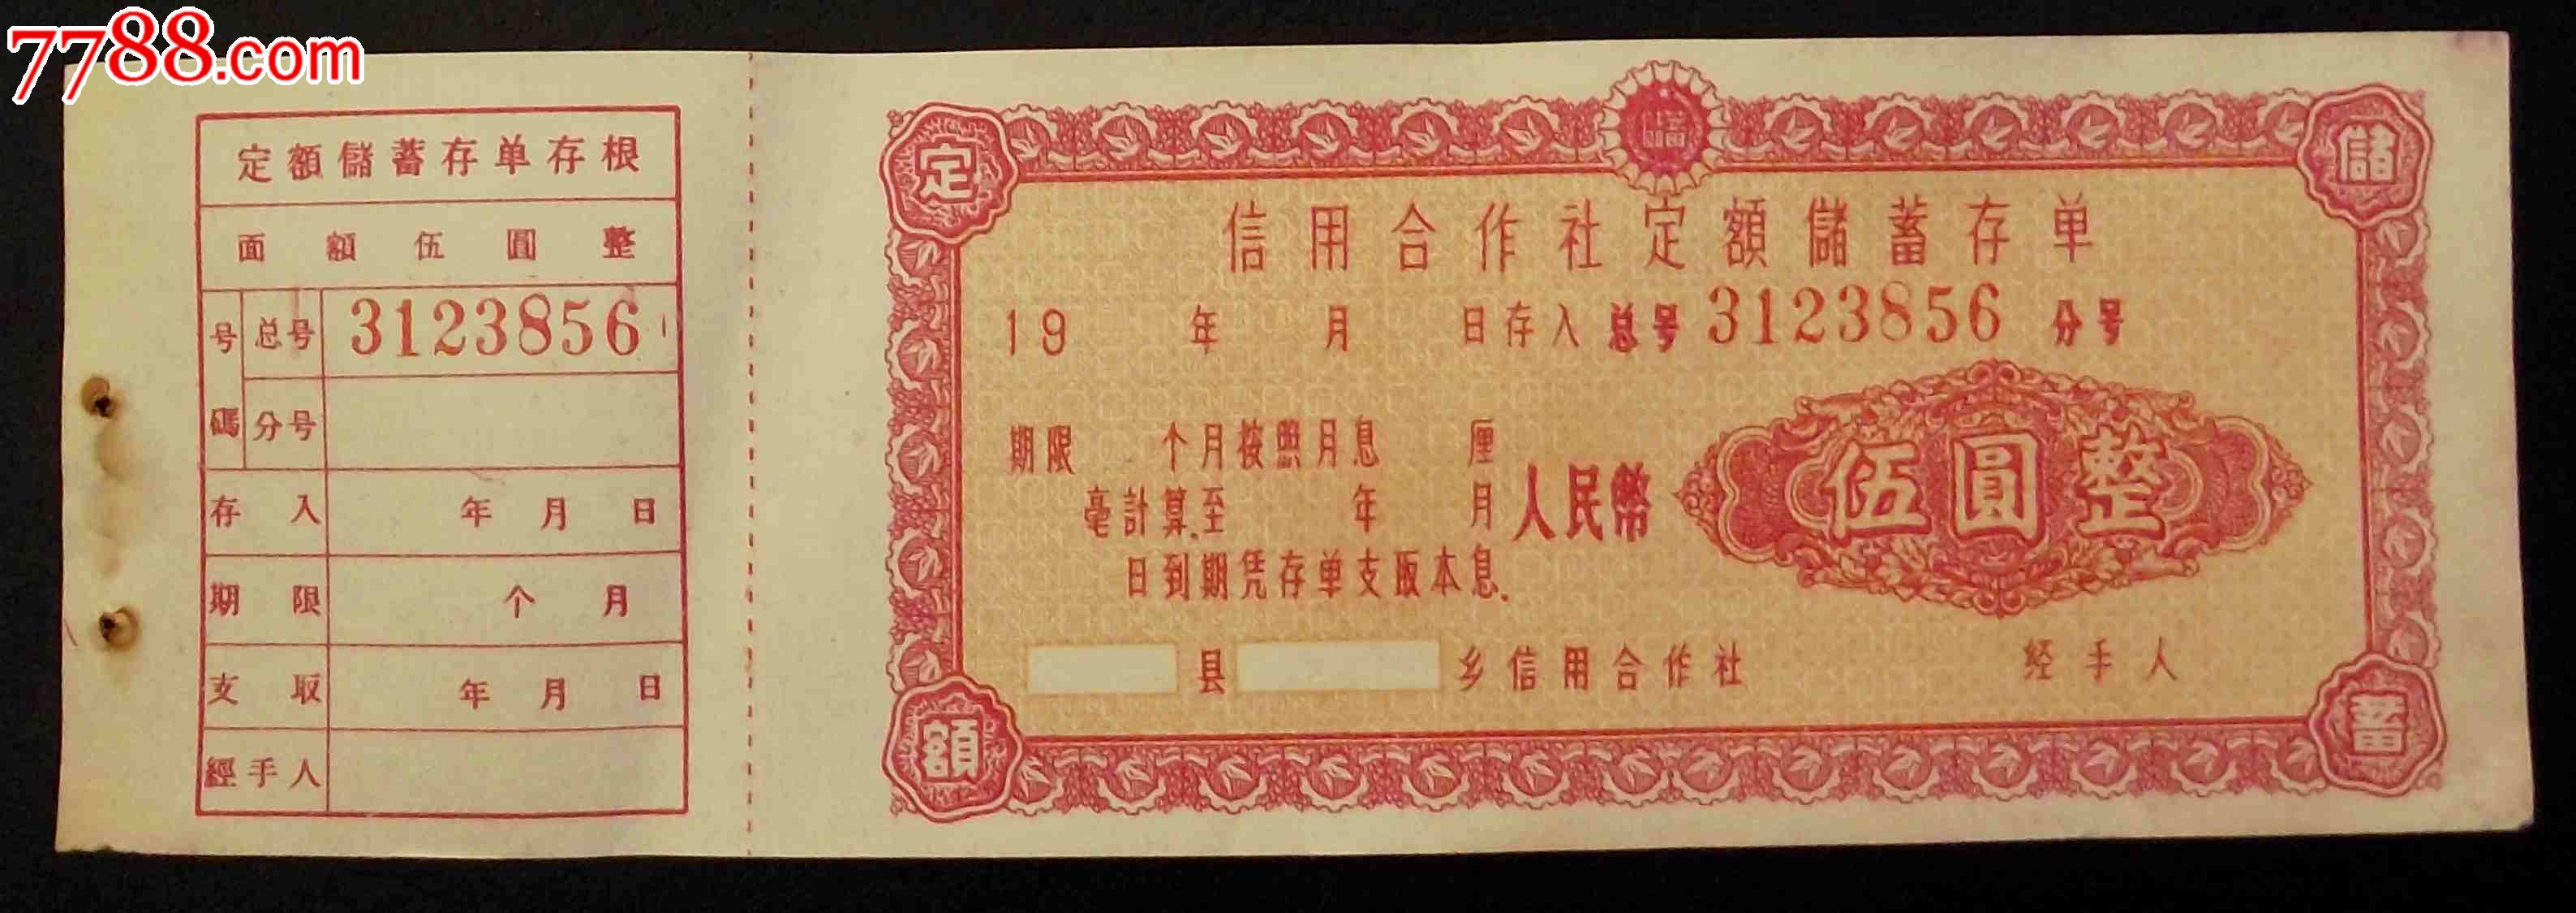 7788.com
定額儲蓄存单存根
面額伍圓整
号碼 总号 3123856
分号
存入 年 月 日
期限 个 月
支取 年 月 日
經手人
定 儲
信用合作社定額儲蓄存单
19 年 月 日存入 总号 3123856 分号
期限 个月按照月息 厘
毫計算.至 年 月
日到期凭存单支取本息.
人民幣 伍圓整
县 乡信用合作社 经手人
額 蓄